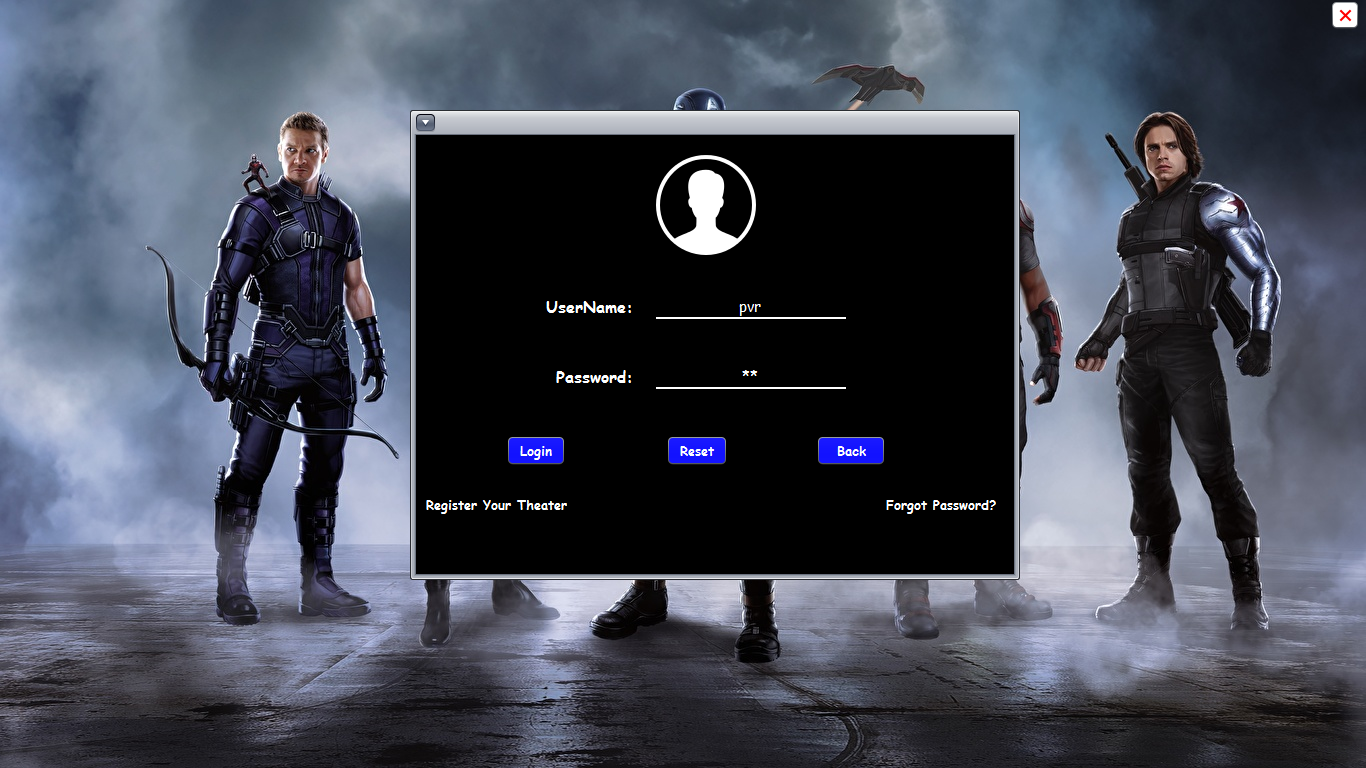 UserName: pvr
Password: **
Login Reset Back
Register Your Theater Forgot Password?